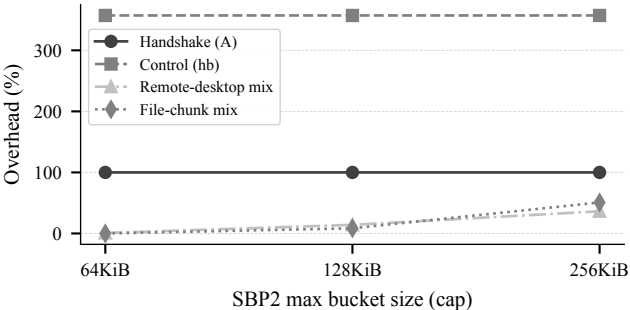 Overhead (%)
300
200
100
0
Handshake (A)
Control (hb)
Remote-desktop mix
File-chunk mix
64KiB 128KiB 256KiB
SBP2 max bucket size (cap)